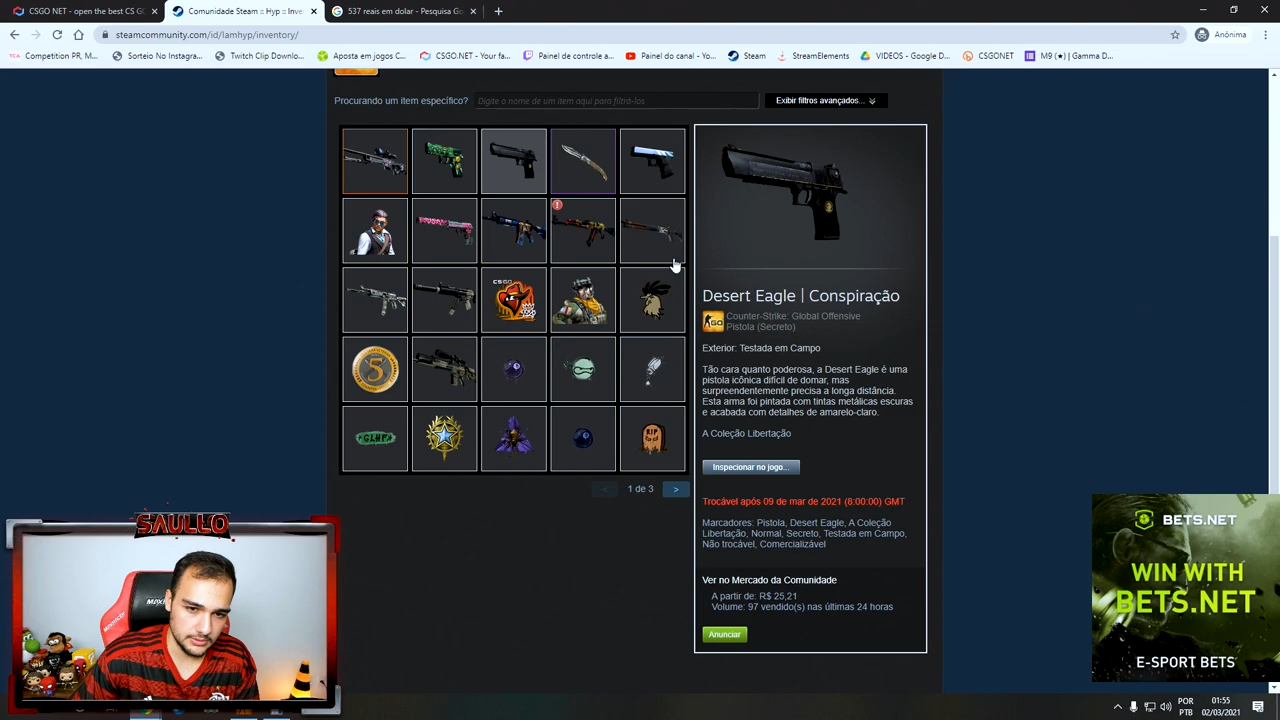 CSGO NET - open the best CS GO
Comunidade Steam :: Hyp :: Inve
537 reais em dolar - Pesquisa Go
steamcommunity.com/id/Iamhyp/inventory/
Anônima
Competition PR, M...
Sorteio No Instagra...
Twitch Clip Downlo...
Aposta em jogos C...
CSGO.NET - Your fa...
Painel de controle a...
Painel do canal - Yo...
Steam
StreamElements
VIDEOS - Google D...
CSGONET
M9 (★) | Gamma D...
Procurando um item específico?
Digite o nome de um item aqui para filtrá-los
Exibir filtros avançados...
Desert Eagle | Conspiração
Counter-Strike: Global Offensive
Pistola (Secreto)
Exterior: Testada em Campo
Tão cara quanto poderosa, a Desert Eagle é uma
pistola icônica difícil de domar, mas
surpreendentemente precisa a longa distância.
Esta arma foi pintada com tintas metálicas escuras
e acabada com detalhes de amarelo-claro.
A Coleção Libertação
Inspecionar no jogo...
Trocável após 09 de mar de 2021 (8:00:00) GMT
Marcadores: Pistola, Desert Eagle, A Coleção
Libertação, Normal, Secreto, Testada em Campo,
Não trocável, Comercializável
Ver no Mercado da Comunidade
A partir de: R$ 25,21
Volume: 97 vendido(s) nas últimas 24 horas
Anunciar
CS:GO
5
GLHF
RIP
< 1 de 3 >
SAULLO
BETS.NET
WIN WITH
BETS.NET
E-SPORT BETS
POR
PTB
01:55
02/03/2021